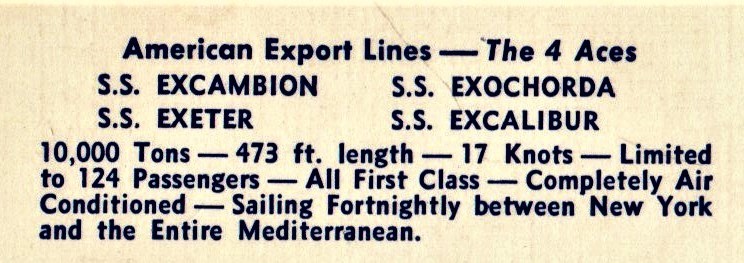 American Export Lines — The 4 Aces
S.S. EXCAMBION S.S. EXOCHORDA
S.S. EXETER S.S. EXCALIBUR
10,000 Tons — 473 ft. length — 17 Knots — Limited
to 124 Passengers — All First Class — Completely Air
Conditioned — Sailing Fortnightly between New York
and the Entire Mediterranean.